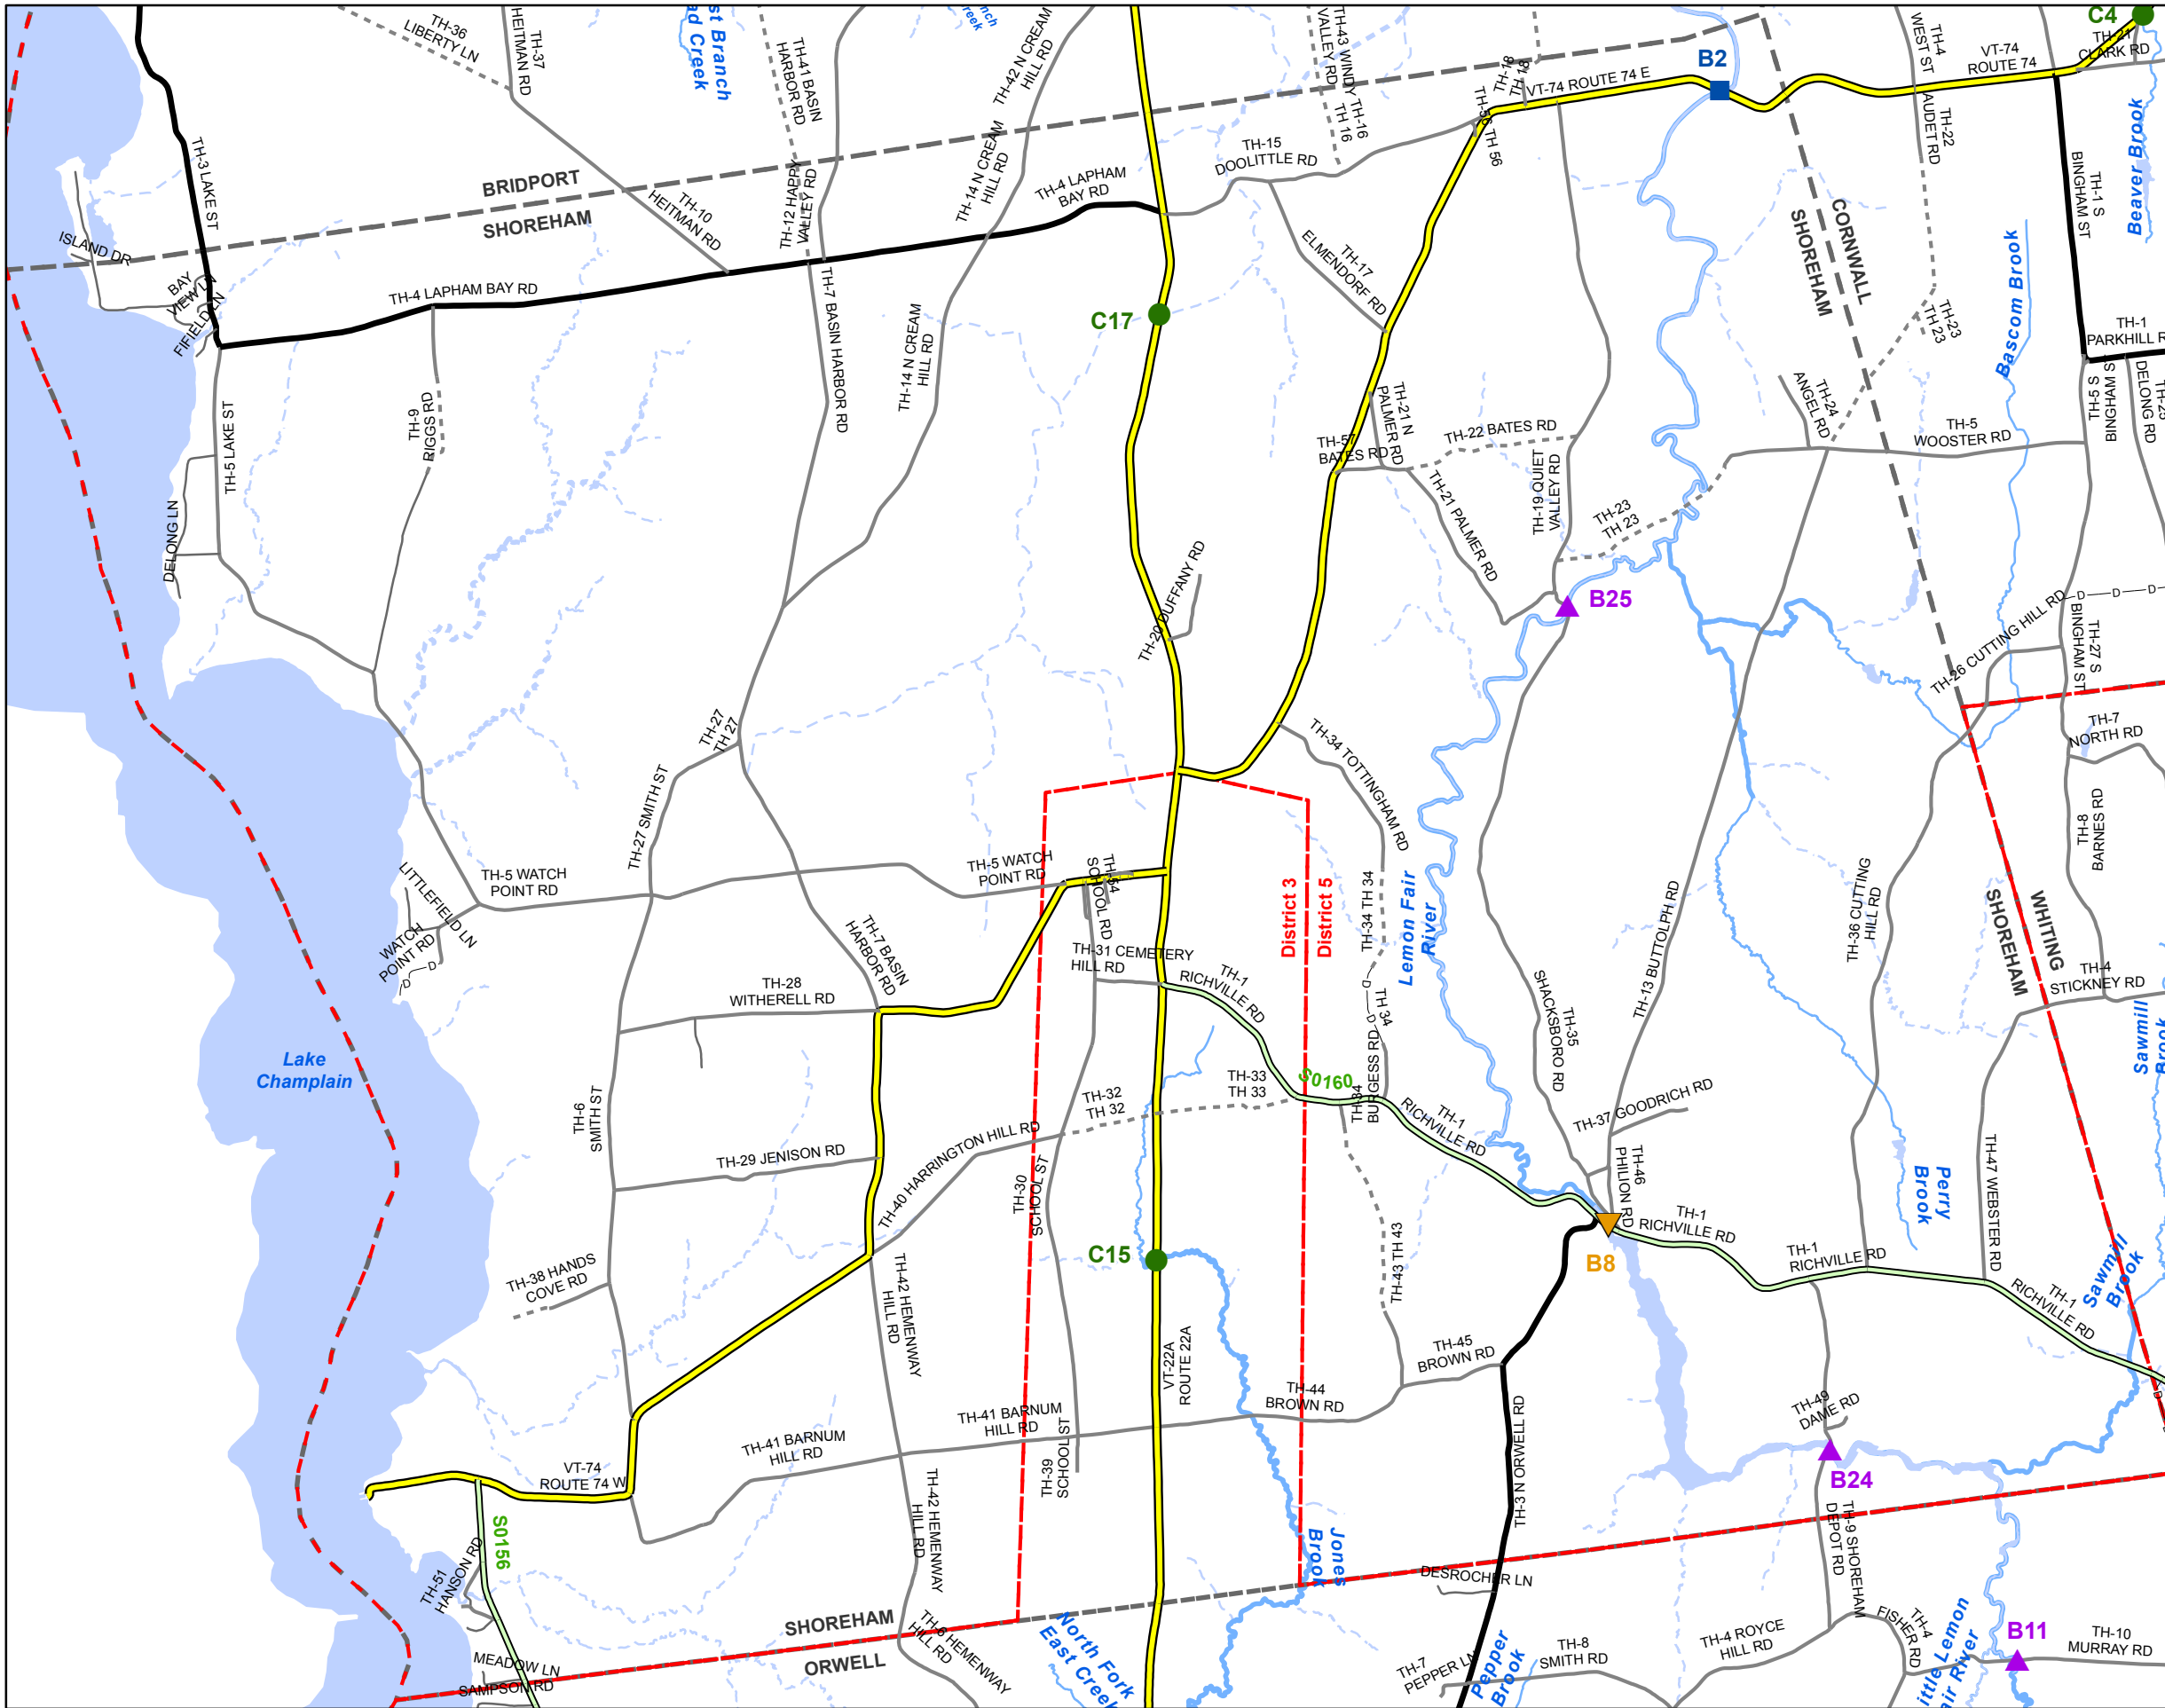 TH-36
LIBERTY LN
TH-37
HEITMAN RD
st Branch
ad Creek
TH-41 BASIN
HARBOR RD
nch
reek
TH-42 N CREAM
HILL RD
TH-43 WINDY
VALLEY RD
TH-16
TH 16
TH-18
TH 18
VT-74 ROUTE 74 E
B2
TH-4
WEST ST
VT-74
ROUTE 74
C4
TH-21
CLARK RD
TH-3 LAKE ST
BRIDPORT
SHOREHAM
TH-10
HEITMAN RD
TH-12 HAPPY
VALLEY RD
TH-14 N CREAM
HILL RD
TH-4 LAPHAM
BAY RD
TH-15
DOOLITTLE RD
TH-56 TH 56
TH-22
AUDET RD
TH-1 S
BINGHAM ST
Beaver Brook
ISLAND DR
BAY
VIEW LN
FIFIELD LN
TH-4 LAPHAM BAY RD
TH-7 BASIN HARBOR RD
TH-14 N CREAM
HILL RD
C17
TH-17
ELMENDORF RD
CORNWALL
SHOREHAM
TH-23
TH 23
Bascom Brook
TH-1
PARKHILL R
TH-5 LAKE ST
TH-9
RIGGS RD
DELONG LN
TH-57
BATES RD
TH-21 N
PALMER RD
TH-22 BATES RD
TH-21 PALMER RD
TH-19 QUIET
VALLEY RD
TH-23
TH 23
TH-24
ANGEL RD
TH-5
WOOSTER RD
TH-5 S
BINGHAM ST
DELONG RD
TH-20 DUFFANY RD
B25
TH-26 CUTTING HILL RD
D
D
D
TH-27 S
BINGHAM ST
TH-7
NORTH RD
TH-8
BARNES RD
TH-27
TH 27
TH-27 SMITH ST
TH-34 TOTTINGHAM RD
LITTLEFIELD LN
WATCH
POINT RD
D
D
TH-5 WATCH
POINT RD
TH-5 WATCH
POINT RD
TH-54
SCHOOL RD
District 3
District 5
TH-34 TH 34
Lemon Fair
River
TH-36 CUTTING
HILL RD
WHITING
SHOREHAM
TH-4
STICKNEY RD
Sawmill
Brook
TH-7 BASIN
HARBOR RD
TH-28
WITHERELL RD
TH-31 CEMETERY
HILL RD
TH-1
RICHVILLE RD
D
D
TH 34
TH-34
BURGESS RD
TH-35
SHACKSBORO RD
TH-13 BUTTOLPH RD
Lake
Champlain
TH-6
SMITH ST
TH-29 JENISON RD
TH-40 HARRINGTON HILL RD
TH-32
TH 32
TH-33
TH 33
S0160
TH-1
RICHVILLE RD
TH-37 GOODRICH RD
TH-46
PHILION RD
TH-30
SCHOOL ST
C15
TH-43 TH 43
B8
TH-1
RICHVILLE RD
TH-1
RICHVILLE RD
Perry
Brook
TH-47 WEBSTER RD
TH-1
RICHVILLE RD
Sawmill
Brook
TH-38 HANDS
COVE RD
TH-42 HEMENWAY
HILL RD
VT-22A
ROUTE 22A
TH-45
BROWN RD
TH-44
BROWN RD
TH-41 BARNUM
HILL RD
TH-41 BARNUM
HILL RD
TH-39
SCHOOL ST
TH-3 N ORWELL RD
TH-49
DAME RD
B24
VT-74
ROUTE 74 W
S0156
TH-51
HANSON RD
TH-42 HEMENWAY
HILL RD
Jones
Brook
DESROCHER LN
TH-9 SHOREHAM
DEPOT RD
SHOREHAM
ORWELL
TH-6 HEMENWAY
HILL RD
North Fork
East Creek
MEADOW LN
SAMPSON RD
TH-7
PEPPER LN
Pepper
Brook
TH-8
SMITH RD
TH-4 ROYCE
HILL RD
TH-4
FISHER RD
ittle Lemon
air River
B11
TH-10
MURRAY RD